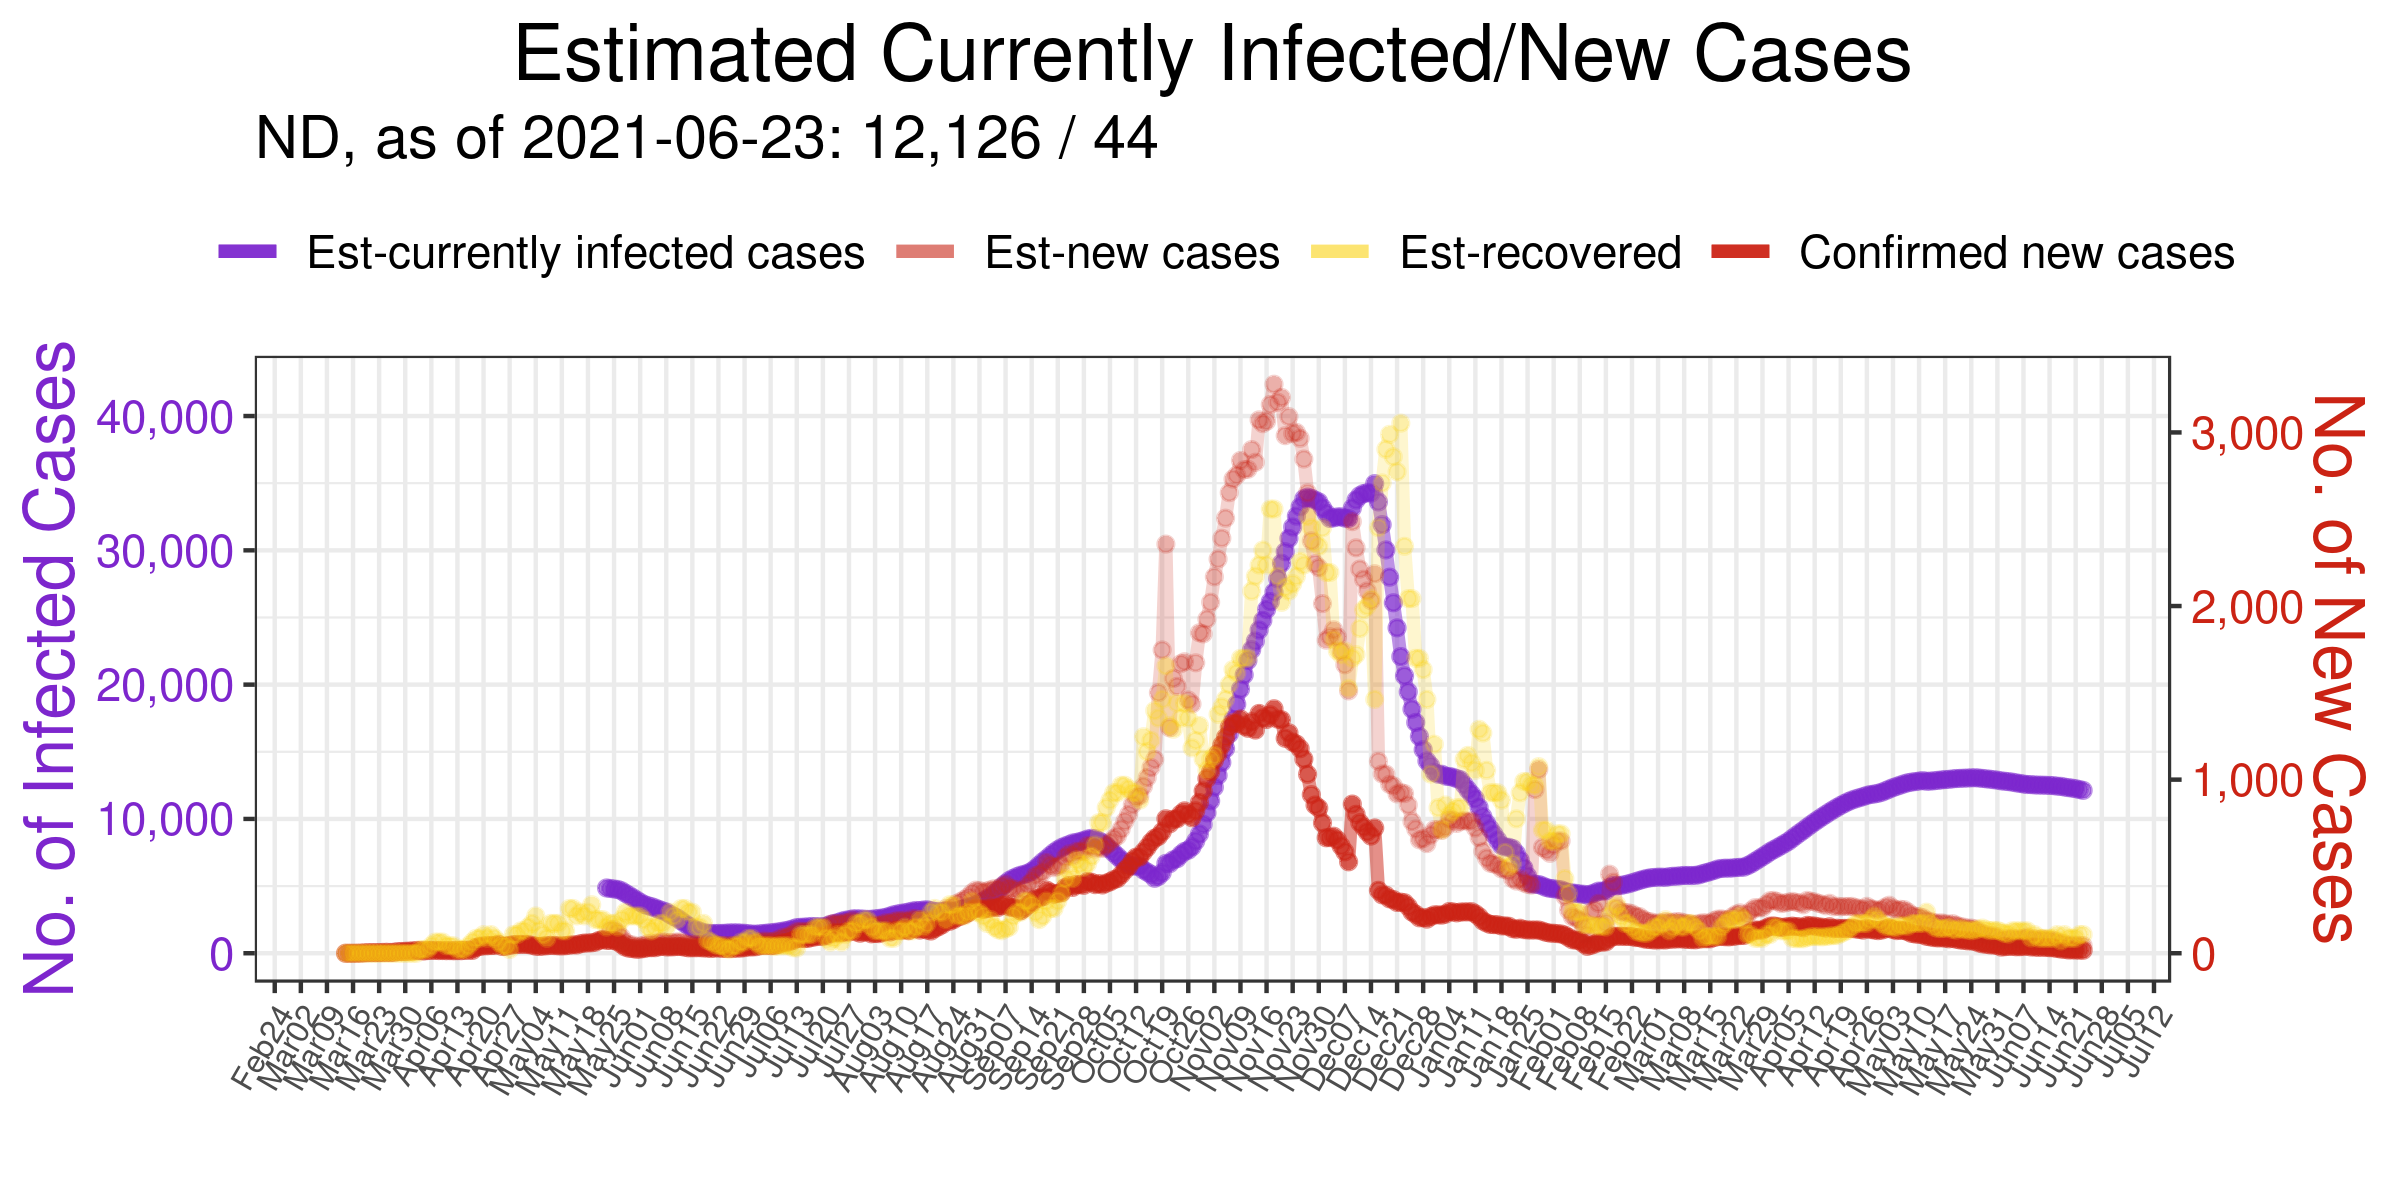 Estimated Currently Infected/New Cases
ND, as of 2021-06-23: 12,126 / 44
Est-currently infected cases Est-new cases Est-recovered Confirmed new cases
No. of Infected Cases
40,000
30,000
20,000
10,000
0
3,000
2,000
1,000
0
No. of New Cases
Feb24 Mar02 Mar09 Mar16 Mar23 Mar30 Apr06 Apr13 Apr20 Apr27 May04 May11 May18 May25 Jun01 Jun08 Jun15 Jun22 Jun29 Jul06 Jul13 Jul20 Jul27 Aug03 Aug10 Aug17 Aug24 Aug31 Sep07 Sep14 Sep21 Sep28 Oct05 Oct12 Oct19 Oct26 Nov02 Nov09 Nov16 Nov23 Nov30 Dec07 Dec14 Dec21 Dec28 Jan04 Jan11 Jan18 Jan25 Feb01 Feb08 Feb15 Feb22 Mar01 Mar08 Mar15 Mar22 Mar29 Apr05 Apr12 Apr19 Apr26 May03 May10 May17 May24 May31 Jun07 Jun14 Jun21 Jun28 Jul05 Jul12